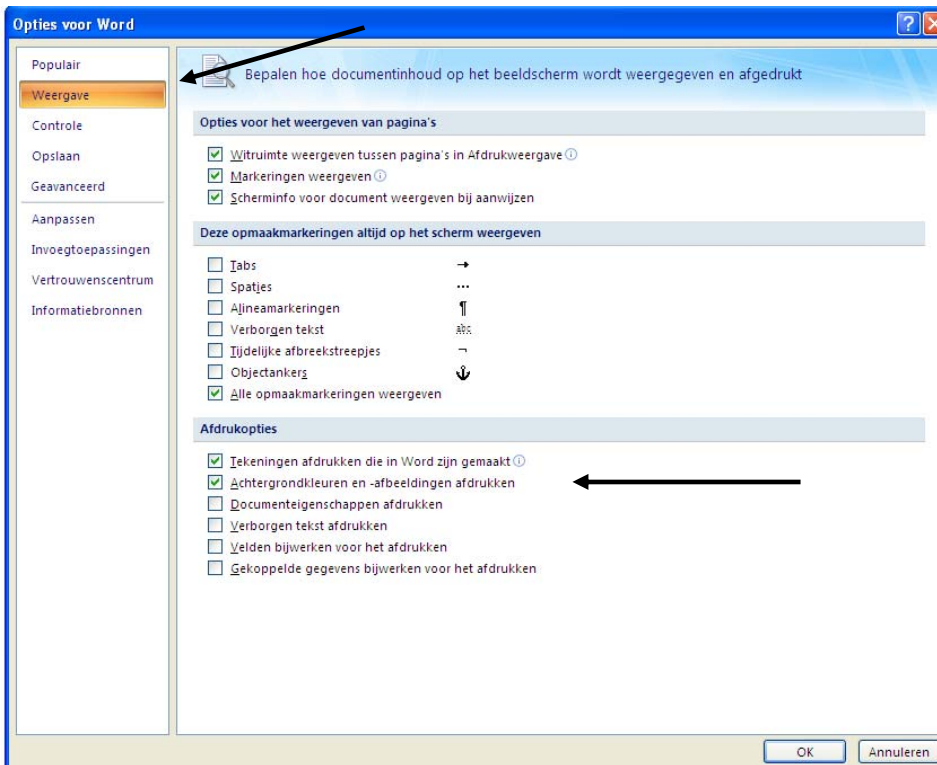 Opties voor Word
Populair
Weergave
Controle
Opslaan
Geavanceerd
Aanpassen
Invoegtoepassingen
Vertrouwenscentrum
Informatiebronnen
Bepalen hoe documentinhoud op het beeldscherm wordt weergegeven en afgedrukt
Opties voor het weergeven van pagina's
Witruimte weergeven tussen pagina's in Afdrukweergave
Markeringen weergeven
Scherminfo voor document weergeven bij aanwijzen
Deze opmaakmarkeringen altijd op het scherm weergeven
Tabs →
Spaties ...
Alineamarkeringen ¶
Verborgen tekst abc
Tijdelijke afbreekstreepjes ¬
Objectankers
Alle opmaakmarkeringen weergeven
Afdrukopties
Tekeningen afdrukken die in Word zijn gemaakt
Achtergrondkleuren en -afbeeldingen afdrukken
Documenteigenschappen afdrukken
Verborgen tekst afdrukken
Velden bijwerken voor het afdrukken
Gekoppelde gegevens bijwerken voor het afdrukken
OK Annuleren